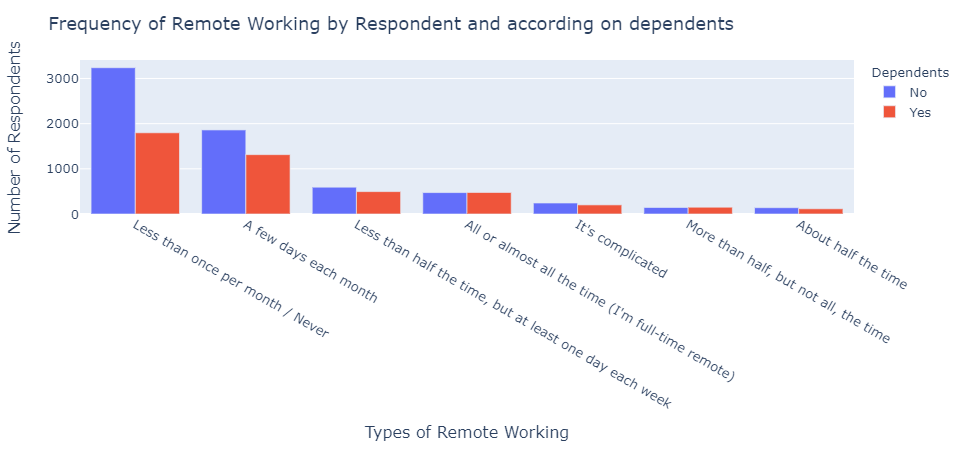 Frequency of Remote Working by Respondent and according on dependents
Number of Respondents
3000
2000
1000
0
Less than once per month / Never
A few days each month
Less than half the time, but at least one day each week
All or almost all the time (I'm full-time remote)
It's complicated
More than half, but not all, the time
About half the time
Types of Remote Working
Dependents
No
Yes